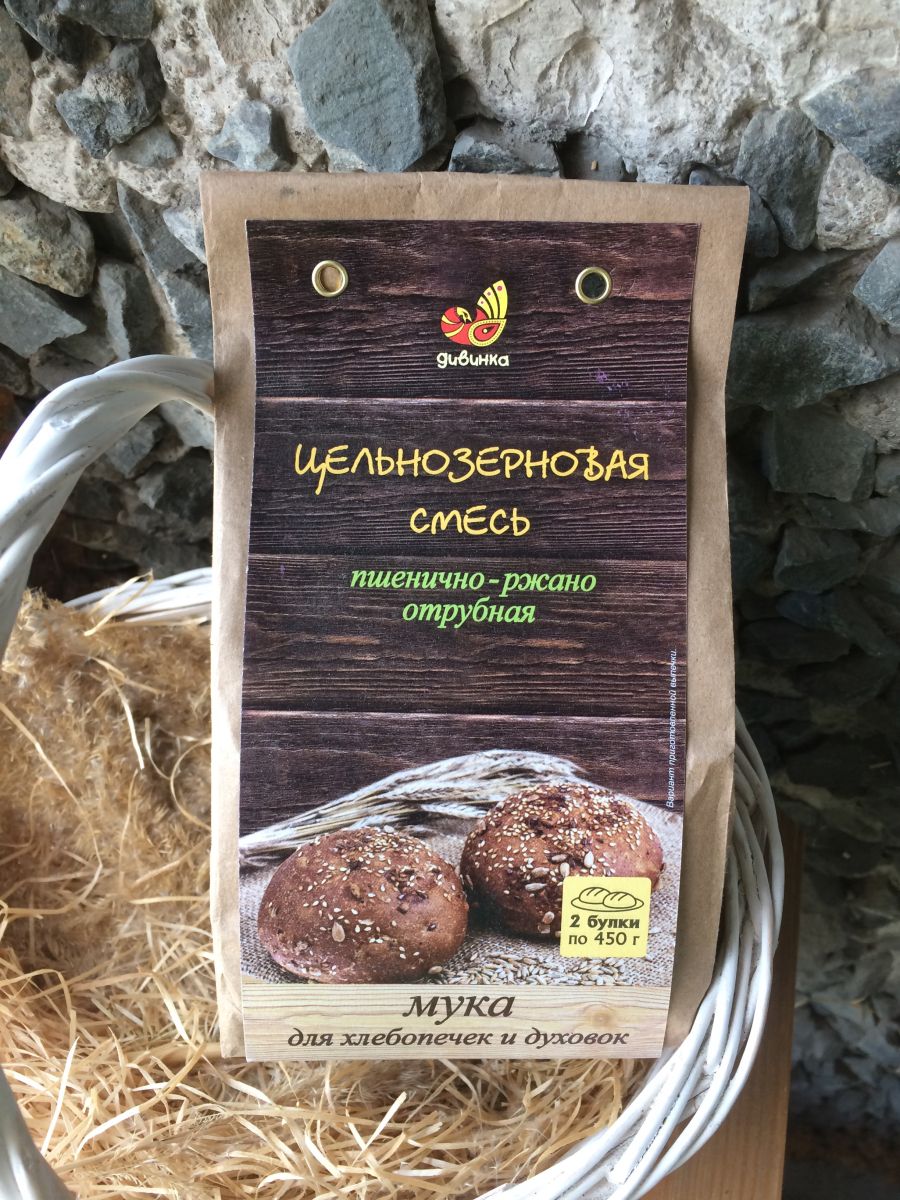 дивинка
ЦЕЛЬНОЗЕРНОВАЯ
СМЕСЬ
пшенично-ржано
отрубная
Вариант приготовленной выпечки.
2 булки
по 450 г
мука
для хлебопечек и духовок